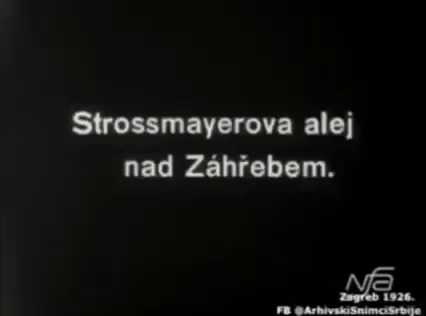 Strossmayerova alej
nad Záhřebem.
NFA
Zagreb 1926.
FB @ArhivskiSnimciSrbije